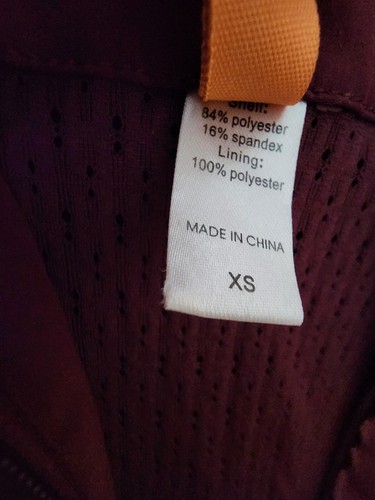 Shell:
84% polyester
16% spandex
Lining:
100% polyester
MADE IN CHINA
XS